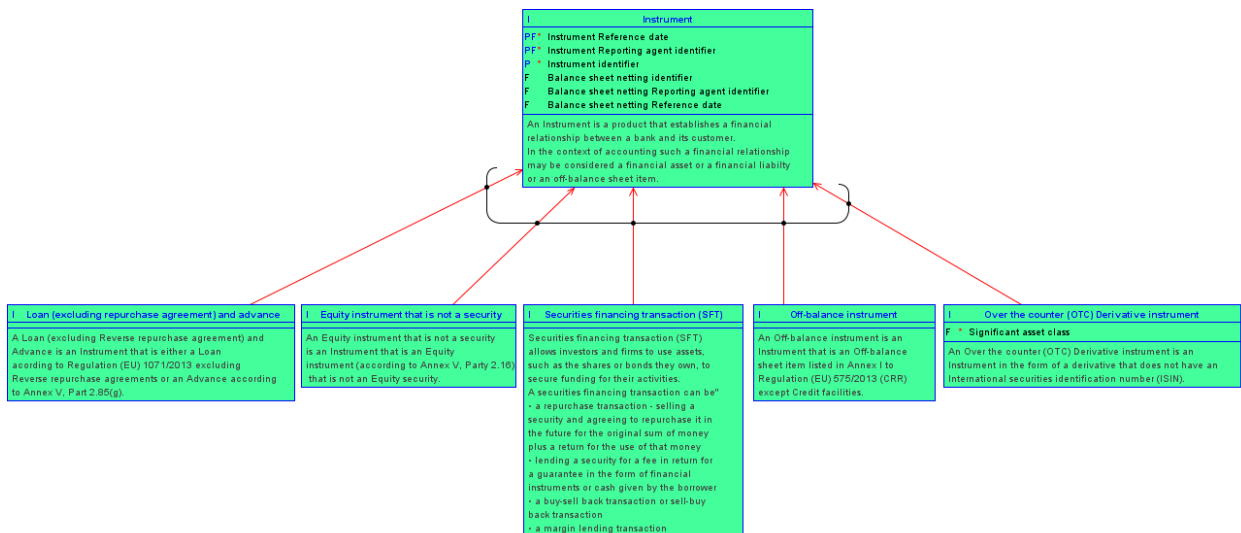 I Instrument
PF* Instrument Reference date
PF* Instrument Reporting agent identifier
P * Instrument identifier
F Balance sheet netting identifier
F Balance sheet netting Reporting agent identifier
F Balance sheet netting Reference date
An Instrument is a product that establishes a financial
relationship between a bank and its customer.
In the context of accounting such a financial relationship
may be considered a financial asset or a financial liabilty
or an off-balance sheet item.
I Loan (excluding repurchase agreement) and advance
A Loan (excluding Reverse repurchase agreement) and
Advance is an Instrument that is either a Loan
according to Regulation (EU) 1071/2013 excluding
Reverse repurchase agreements or an Advance according
to Annex V, Part 2.85(g).
I Equity instrument that is not a security
An Equity instrument that is not a security
is an Instrument that is an Equity
instrument (according to Annex V, Party 2.16)
that is not an Equity security.
I Securities financing transaction (SFT)
Securities financing transaction (SFT)
allows investors and firms to use assets,
such as the shares or bonds they own, to
secure funding for their activities.
A securities financing transaction can be"
• a repurchase transaction - selling a
security and agreeing to repurchase it in
the future for the original sum of money
plus a return for the use of that money
• lending a security for a fee in return for
a guarantee in the form of financial
instruments or cash given by the borrower
• a buy-sell back transaction or sell-buy
back transaction
• a margin lending transaction
I Off-balance instrument
An Off-balance instrument is an
Instrument that is an Off-balance
sheet item listed in Annex I to
Regulation (EU) 575/2013 (CRR)
except Credit facilities.
I Over the counter (OTC) Derivative instrument
F * Significant asset class
An Over the counter (OTC) Derivative instrument is an
Instrument in the form of a derivative that does not have an
International securities identification number (ISIN).